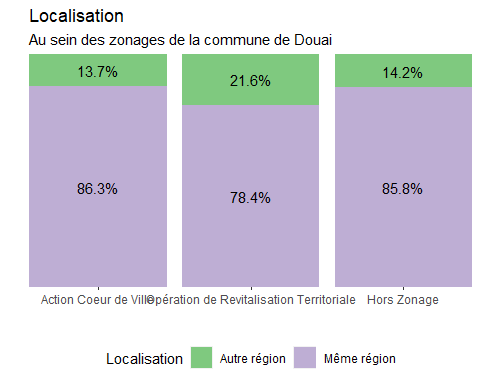 Localisation
Au sein des zonages de la commune de Douai
13.7% 21.6% 14.2%
86.3% 78.4% 85.8%
Action Coeur de Ville Opération de Revitalisation Territoriale Hors Zonage
Localisation Autre région Même région